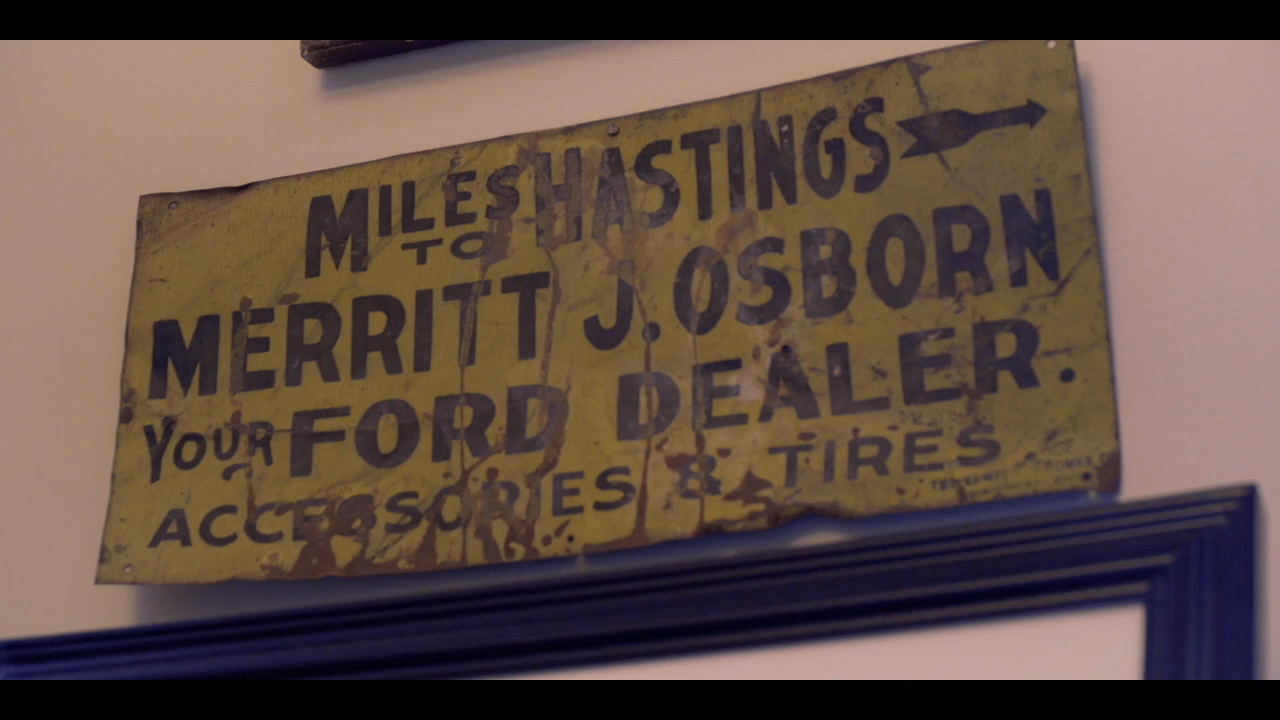 MILES TO HASTINGS
MERRITT J. OSBORN
YOUR FORD DEALER.
ACCESSORIES & TIRES